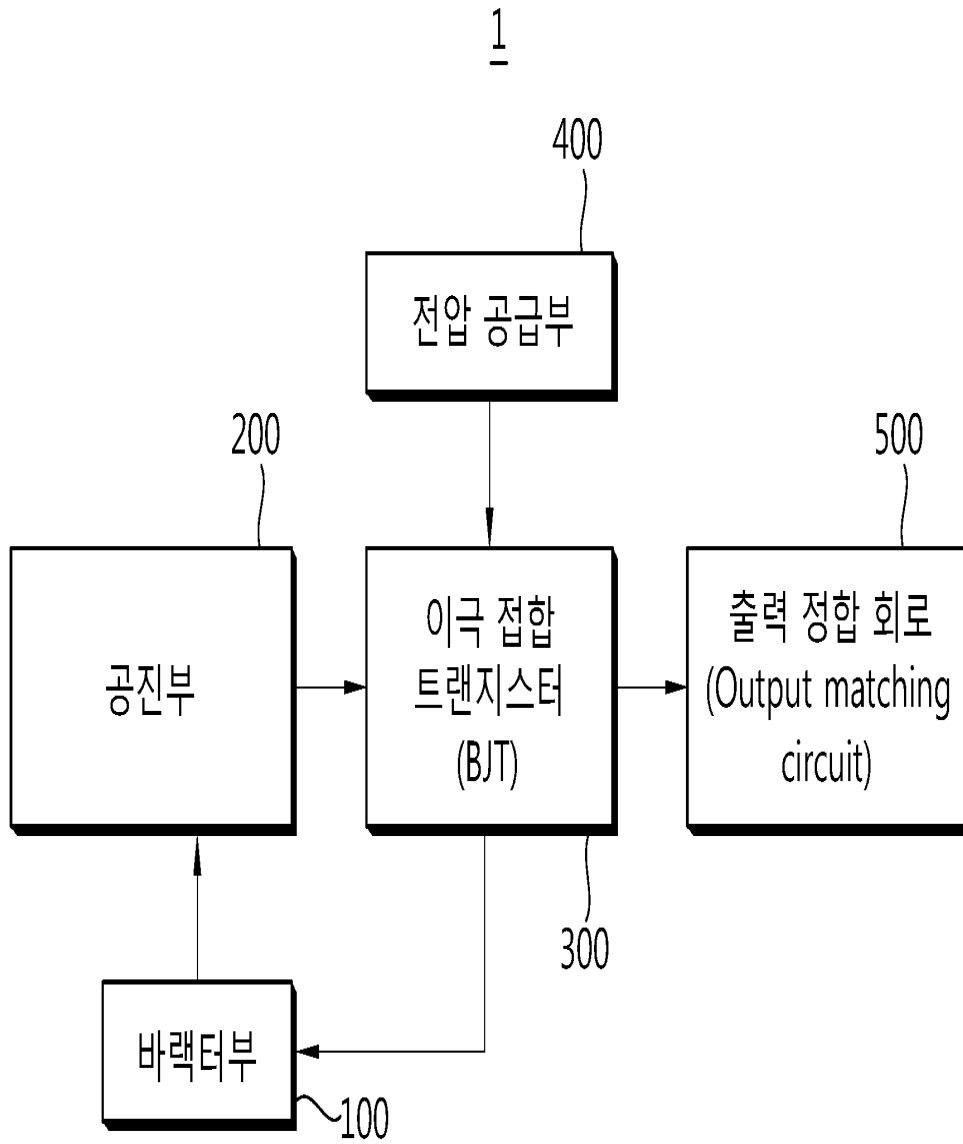 1
400
전압 공급부
200
500
공진부
이극 접합
트랜지스터
(BJT)
출력 정합 회로
(Output matching
circuit)
300
바랙터부
100